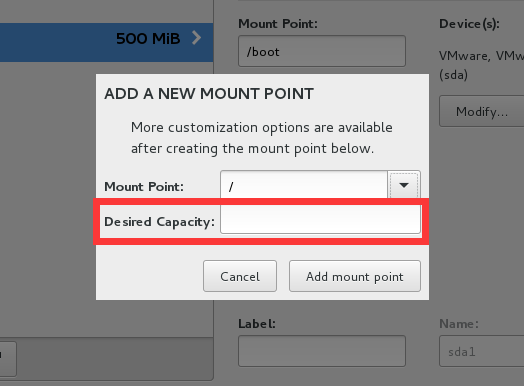 500 MiB
Mount Point:
/boot
Device(s):
VMware, VMw
(sda)
Modify...
ADD A NEW MOUNT POINT
More customization options are available
after creating the mount point below.
Mount Point:
/
Desired Capacity:
Cancel
Add mount point
Label:
Name:
sda1